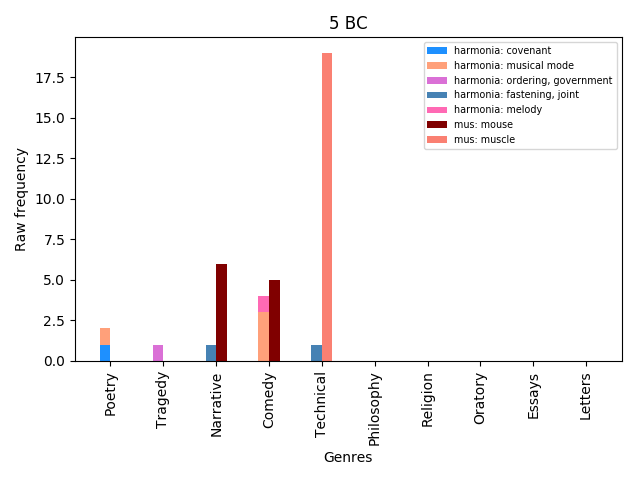 5 BC
harmonia: covenant
harmonia: musical mode
harmonia: ordering, government
harmonia: fastening, joint
harmonia: melody
mus: mouse
mus: muscle
17.5
15.0
12.5
10.0
7.5
5.0
2.5
0.0
Raw frequency
Poetry
Tragedy
Narrative
Comedy
Technical
Philosophy
Religion
Oratory
Essays
Letters
Genres